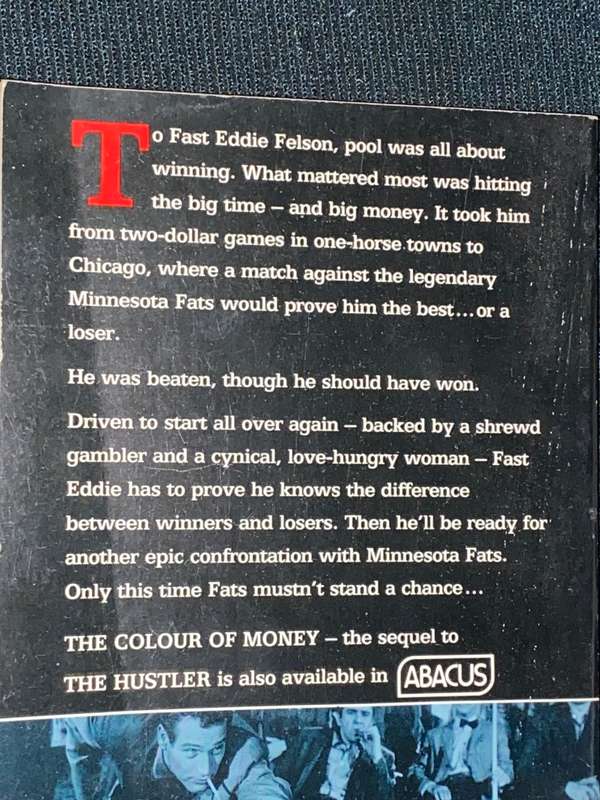 To Fast Eddie Felson, pool was all about
winning. What mattered most was hitting
the big time – and big money. It took him
from two-dollar games in one-horse towns to
Chicago, where a match against the legendary
Minnesota Fats would prove him the best...or a
loser.
He was beaten, though he should have won.
Driven to start all over again – backed by a shrewd
gambler and a cynical, love-hungry woman – Fast
Eddie has to prove he knows the difference
between winners and losers. Then he'll be ready for
another epic confrontation with Minnesota Fats.
Only this time Fats mustn't stand a chance...
THE COLOUR OF MONEY – the sequel to
THE HUSTLER is also available in ABACUS